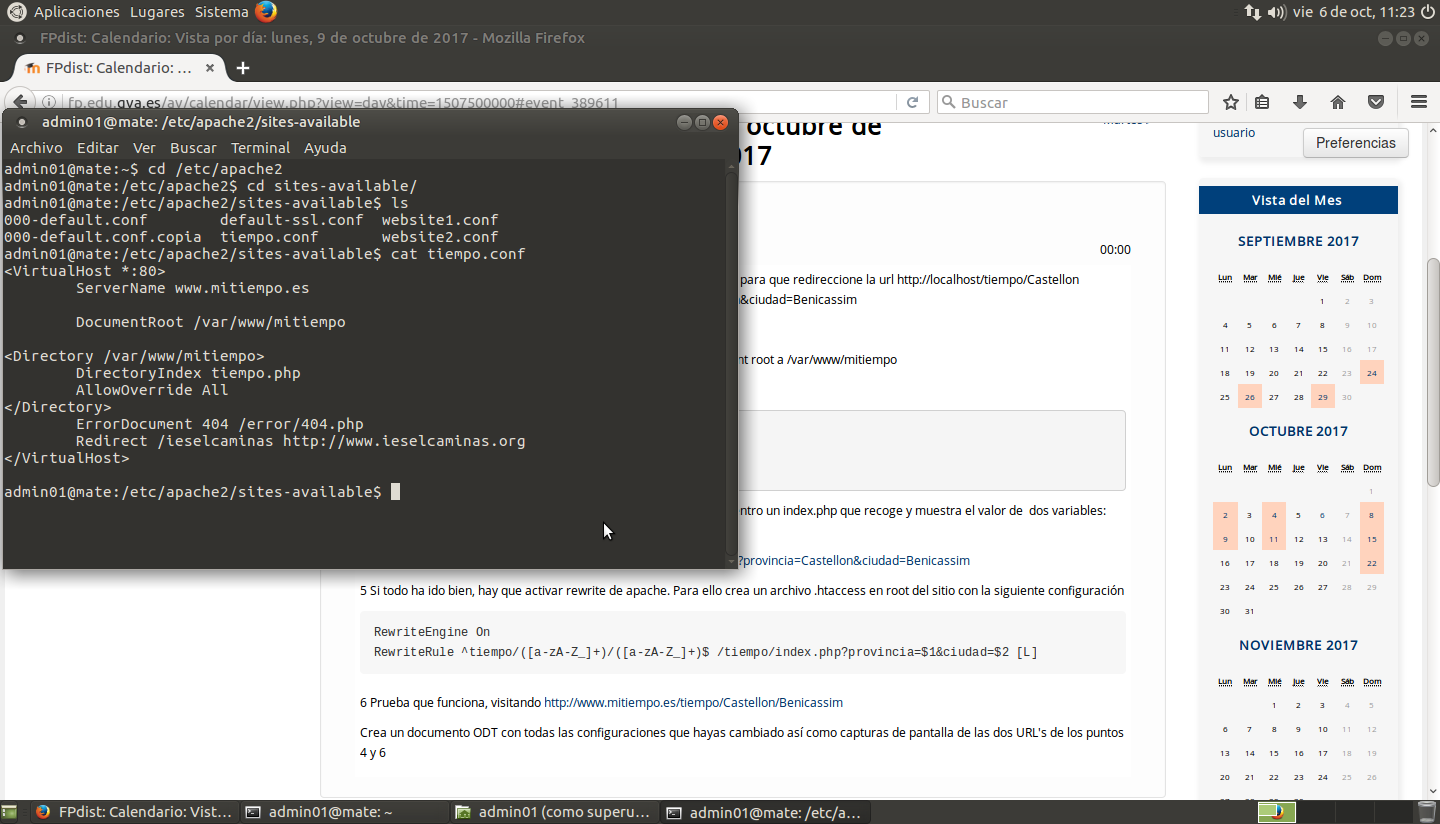 Aplicaciones Lugares Sistema
vie 6 de oct, 11:23
FPdist: Calendario: Vista por día: lunes, 9 de octubre de 2017 - Mozilla Firefox
FPdist: Calendario: ...
fp.edu.gva.es/av/calendar/view.php?view=day&time=1507500000#event_389611
Buscar
admin01@mate: /etc/apache2/sites-available
Archivo Editar Ver Buscar Terminal Ayuda
admin01@mate:~$ cd /etc/apache2
admin01@mate:/etc/apache2$ cd sites-available/
admin01@mate:/etc/apache2/sites-available$ ls
000-default.conf default-ssl.conf website1.conf
000-default.conf.copia tiempo.conf website2.conf
admin01@mate:/etc/apache2/sites-available$ cat tiempo.conf
<VirtualHost *:80>
ServerName www.mitiempo.es
DocumentRoot /var/www/mitiempo
<Directory /var/www/mitiempo>
DirectoryIndex tiempo.php
AllowOverride All
</Directory>
ErrorDocument 404 /error/404.php
Redirect /ieselcaminas http://www.ieselcaminas.org
</VirtualHost>
admin01@mate:/etc/apache2/sites-available$
octubre de
017
00:00
para que redireccione la url http://localhost/tiempo/Castellon
&ciudad=Benicassim
nt root a /var/www/mitiempo
ntro un index.php que recoge y muestra el valor de dos variables:
?provincia=Castellon&ciudad=Benicassim
5 Si todo ha ido bien, hay que activar rewrite de apache. Para ello crea un archivo .htaccess en root del sitio con la siguiente configuración
RewriteEngine On
RewriteRule ^tiempo/([a-zA-Z_]+)/([a-zA-Z_]+)$ /tiempo/index.php?provincia=$1&ciudad=$2 [L]
6 Prueba que funciona, visitando http://www.mitiempo.es/tiempo/Castellon/Benicassim
Crea un documento ODT con todas las configuraciones que hayas cambiado así como capturas de pantalla de las dos URL's de los puntos
4 y 6
usuario
Preferencias
Vista del Mes
SEPTIEMBRE 2017
Lun Mar Mié Jue Vie Sáb Dom
1 2 3
4 5 6 7 8 9 10
11 12 13 14 15 16 17
18 19 20 21 22 23 24
25 26 27 28 29 30
OCTUBRE 2017
Lun Mar Mié Jue Vie Sáb Dom
1
2 3 4 5 6 7 8
9 10 11 12 13 14 15
16 17 18 19 20 21 22
23 24 25 26 27 28 29
30 31
NOVIEMBRE 2017
Lun Mar Mié Jue Vie Sáb Dom
1 2 3 4 5
6 7 8 9 10 11 12
13 14 15 16 17 18 19
20 21 22 23 24 25 26
FPdist: Calendario: Vist...
admin01@mate: ~
admin01 (como superu...
admin01@mate: /etc/a...